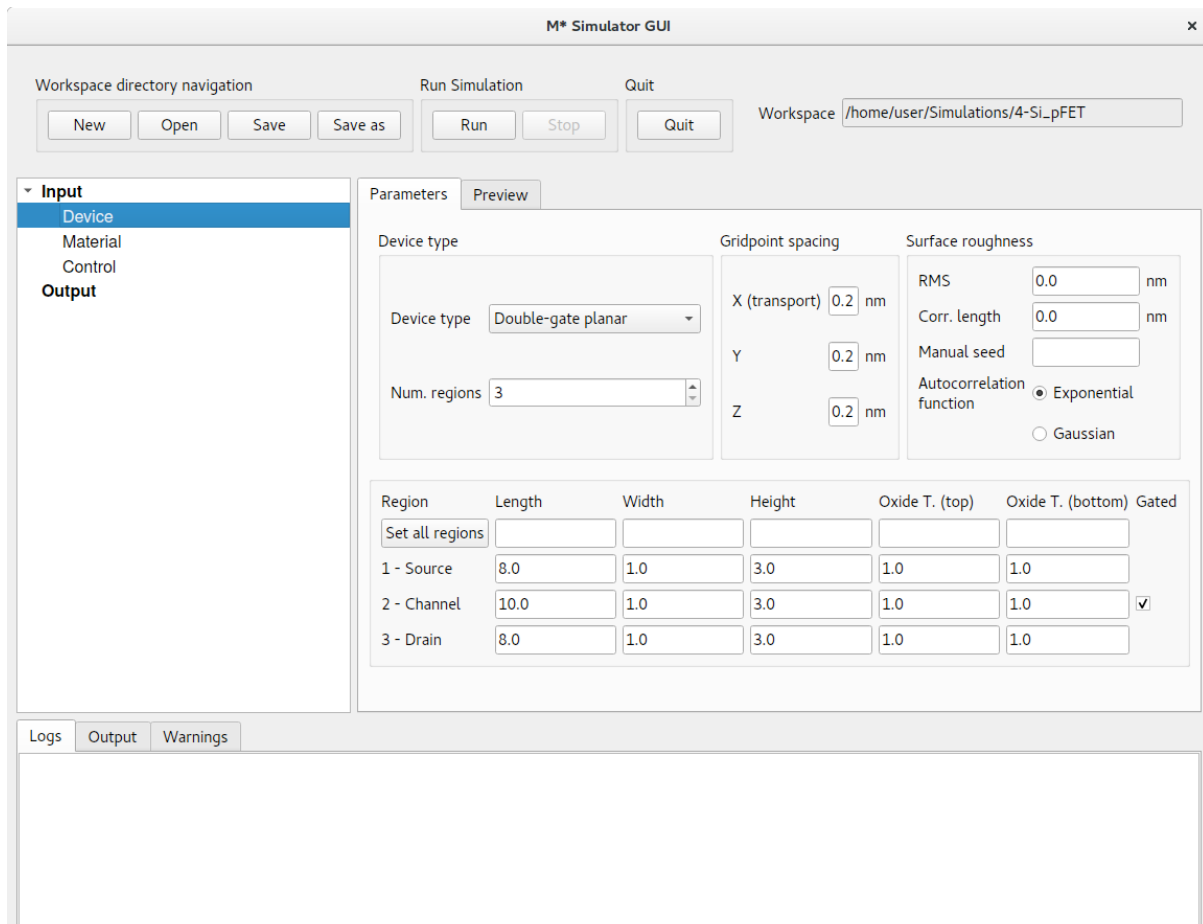 M* Simulator GUI
Workspace directory navigation
New Open Save Save as
Run Simulation
Run Stop
Quit
Quit
Workspace /home/user/Simulations/4-Si_pFET
Input
Device
Material
Control
Output
Parameters Preview
Device type
Device type Double-gate planar
Num. regions 3
Gridpoint spacing
X (transport) 0.2 nm
Y 0.2 nm
Z 0.2 nm
Surface roughness
RMS 0.0 nm
Corr. length 0.0 nm
Manual seed
Autocorrelation
function
Exponential
Gaussian
Region Length Width Height Oxide T. (top) Oxide T. (bottom) Gated
Set all regions
1 - Source 8.0 1.0 3.0 1.0 1.0
2 - Channel 10.0 1.0 3.0 1.0 1.0
3 - Drain 8.0 1.0 3.0 1.0 1.0
Logs Output Warnings